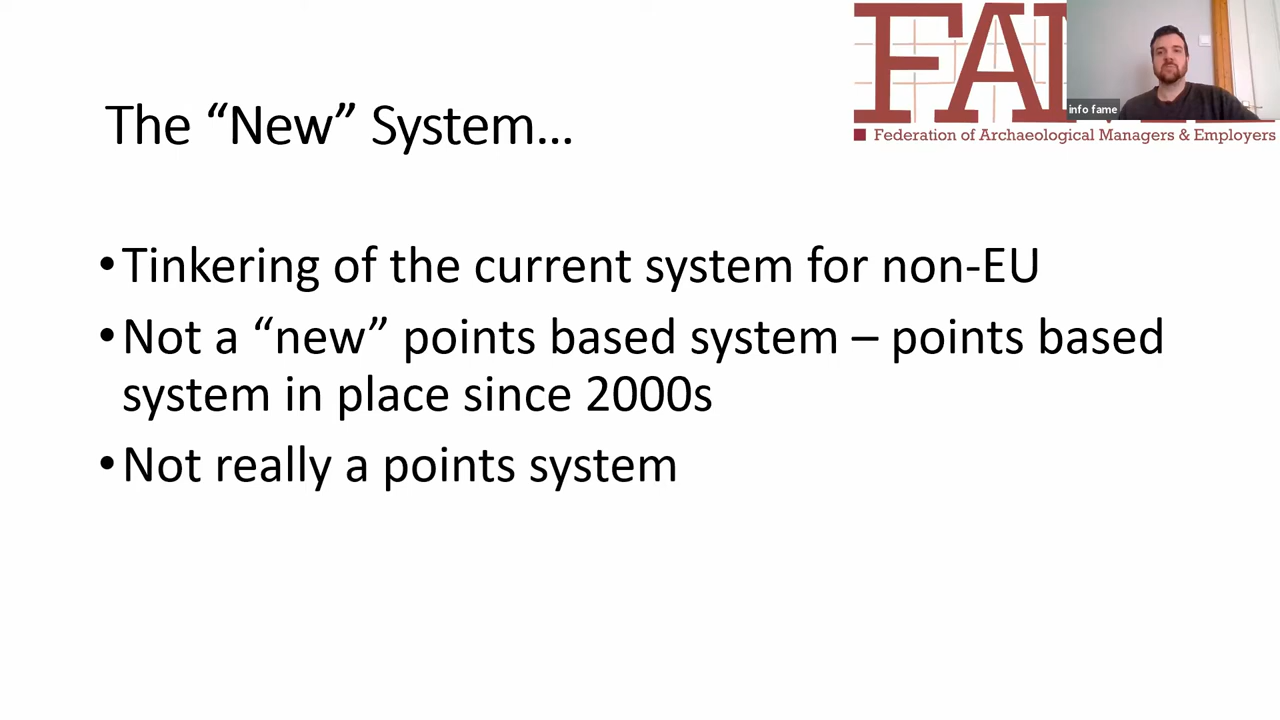 FA
info fame
Federation of Archaeological Managers & Employers
The “New” System…
•Tinkering of the current system for non-EU
•Not a “new” points based system – points based
system in place since 2000s
•Not really a points system